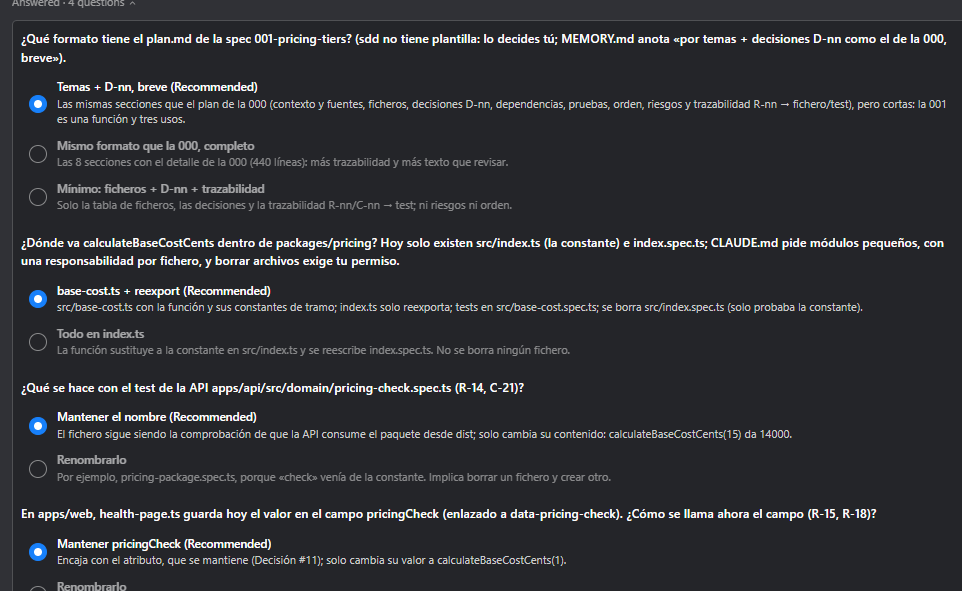 Answered · 4 questions
¿Qué formato tiene el plan.md de la spec 001-pricing-tiers? (sdd no tiene plantilla: lo decides tú; MEMORY.md anota «por temas + decisiones D-nn como el de la 000,
breve»).
Temas + D-nn, breve (Recommended)
Las mismas secciones que el plan de la 000 (contexto y fuentes, ficheros, decisiones D-nn, dependencias, pruebas, orden, riesgos y trazabilidad R-nn → fichero/test), pero cortas: la 001
es una función y tres usos.
Mismo formato que la 000, completo
Las 8 secciones con el detalle de la 000 (440 líneas): más trazabilidad y más texto que revisar.
Mínimo: ficheros + D-nn + trazabilidad
Solo la tabla de ficheros, las decisiones y la trazabilidad R-nn/C-nn → test; ni riesgos ni orden.
¿Dónde va calculateBaseCostCents dentro de packages/pricing? Hoy solo existen src/index.ts (la constante) e index.spec.ts; CLAUDE.md pide módulos pequeños, con
una responsabilidad por fichero, y borrar archivos exige tu permiso.
base-cost.ts + reexport (Recommended)
src/base-cost.ts con la función y sus constantes de tramo; index.ts solo reexporta; tests en src/base-cost.spec.ts; se borra src/index.spec.ts (solo probaba la constante).
Todo en index.ts
La función sustituye a la constante en src/index.ts y se reescribe index.spec.ts. No se borra ningún fichero.
¿Qué se hace con el test de la API apps/api/src/domain/pricing-check.spec.ts (R-14, C-21)?
Mantener el nombre (Recommended)
El fichero sigue siendo la comprobación de que la API consume el paquete desde dist; solo cambia su contenido: calculateBaseCostCents(15) da 14000.
Renombrarlo
Por ejemplo, pricing-package.spec.ts, porque «check» venía de la constante. Implica borrar un fichero y crear otro.
En apps/web, health-page.ts guarda hoy el valor en el campo pricingCheck (enlazado a data-pricing-check). ¿Cómo se llama ahora el campo (R-15, R-18)?
Mantener pricingCheck (Recommended)
Encaja con el atributo, que se mantiene (Decisión #11); solo cambia su valor a calculateBaseCostCents(1).
Renombrarlo